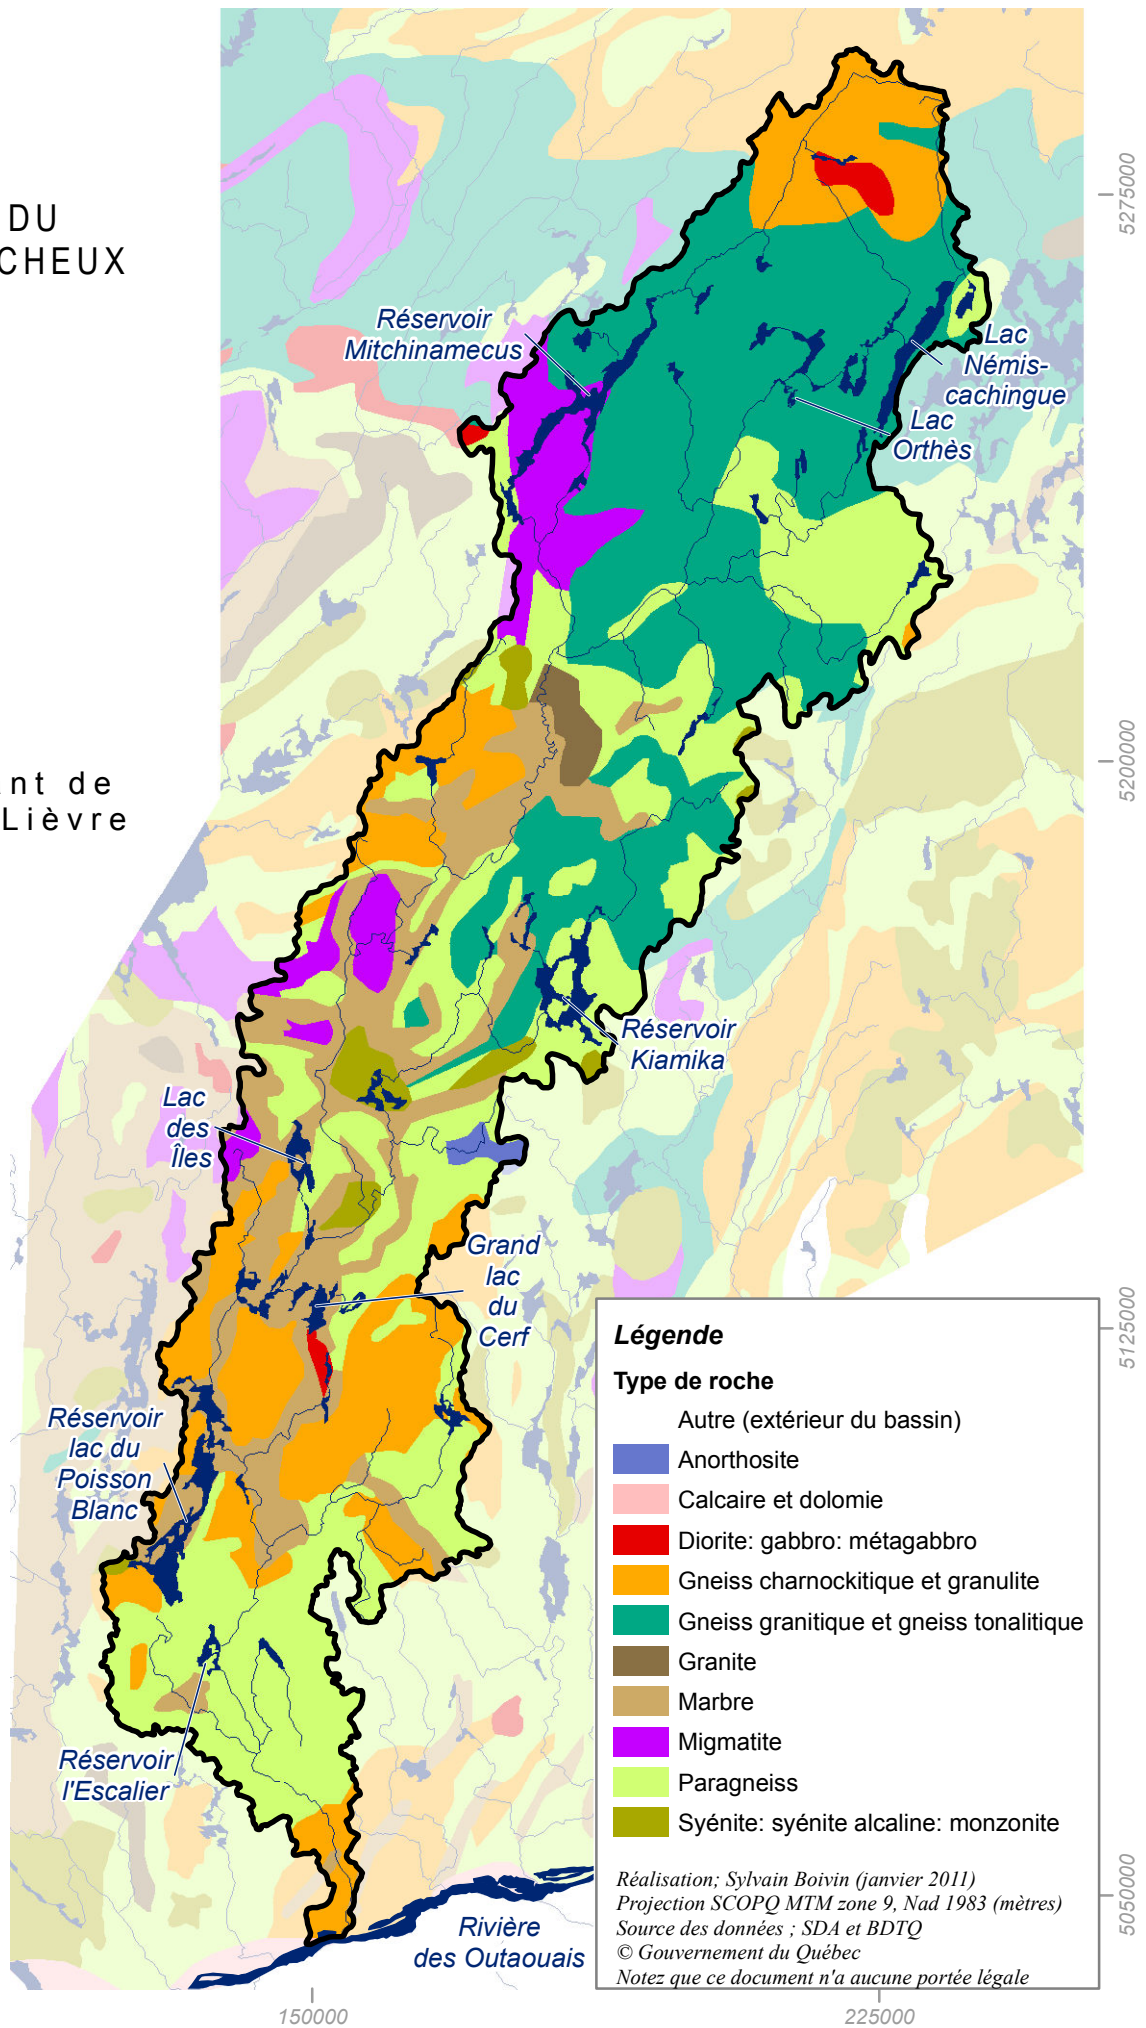 DU
CHEUX
nt de
Lièvre
5275000
5200000
5125000
5050000
150000
225000
Réservoir
Mitchinamecus
Lac
Némis-
cachingue
Lac
Orthès
Réservoir
Kiamika
Lac
des
Îles
Grand
lac
du
Cerf
Réservoir
lac du
Poisson
Blanc
Réservoir
l'Escalier
Rivière
des Outaouais
Légende
Type de roche
Autre (extérieur du bassin)
Anorthosite
Calcaire et dolomie
Diorite: gabbro: métagabbro
Gneiss charnockitique et granulite
Gneiss granitique et gneiss tonalitique
Granite
Marbre
Migmatite
Paragneiss
Syénite: syénite alcaline: monzonite
Réalisation; Sylvain Boivin (janvier 2011)
Projection SCOPQ MTM zone 9, Nad 1983 (mètres)
Source des données ; SDA et BDTQ
© Gouvernement du Québec
Notez que ce document n'a aucune portée légale